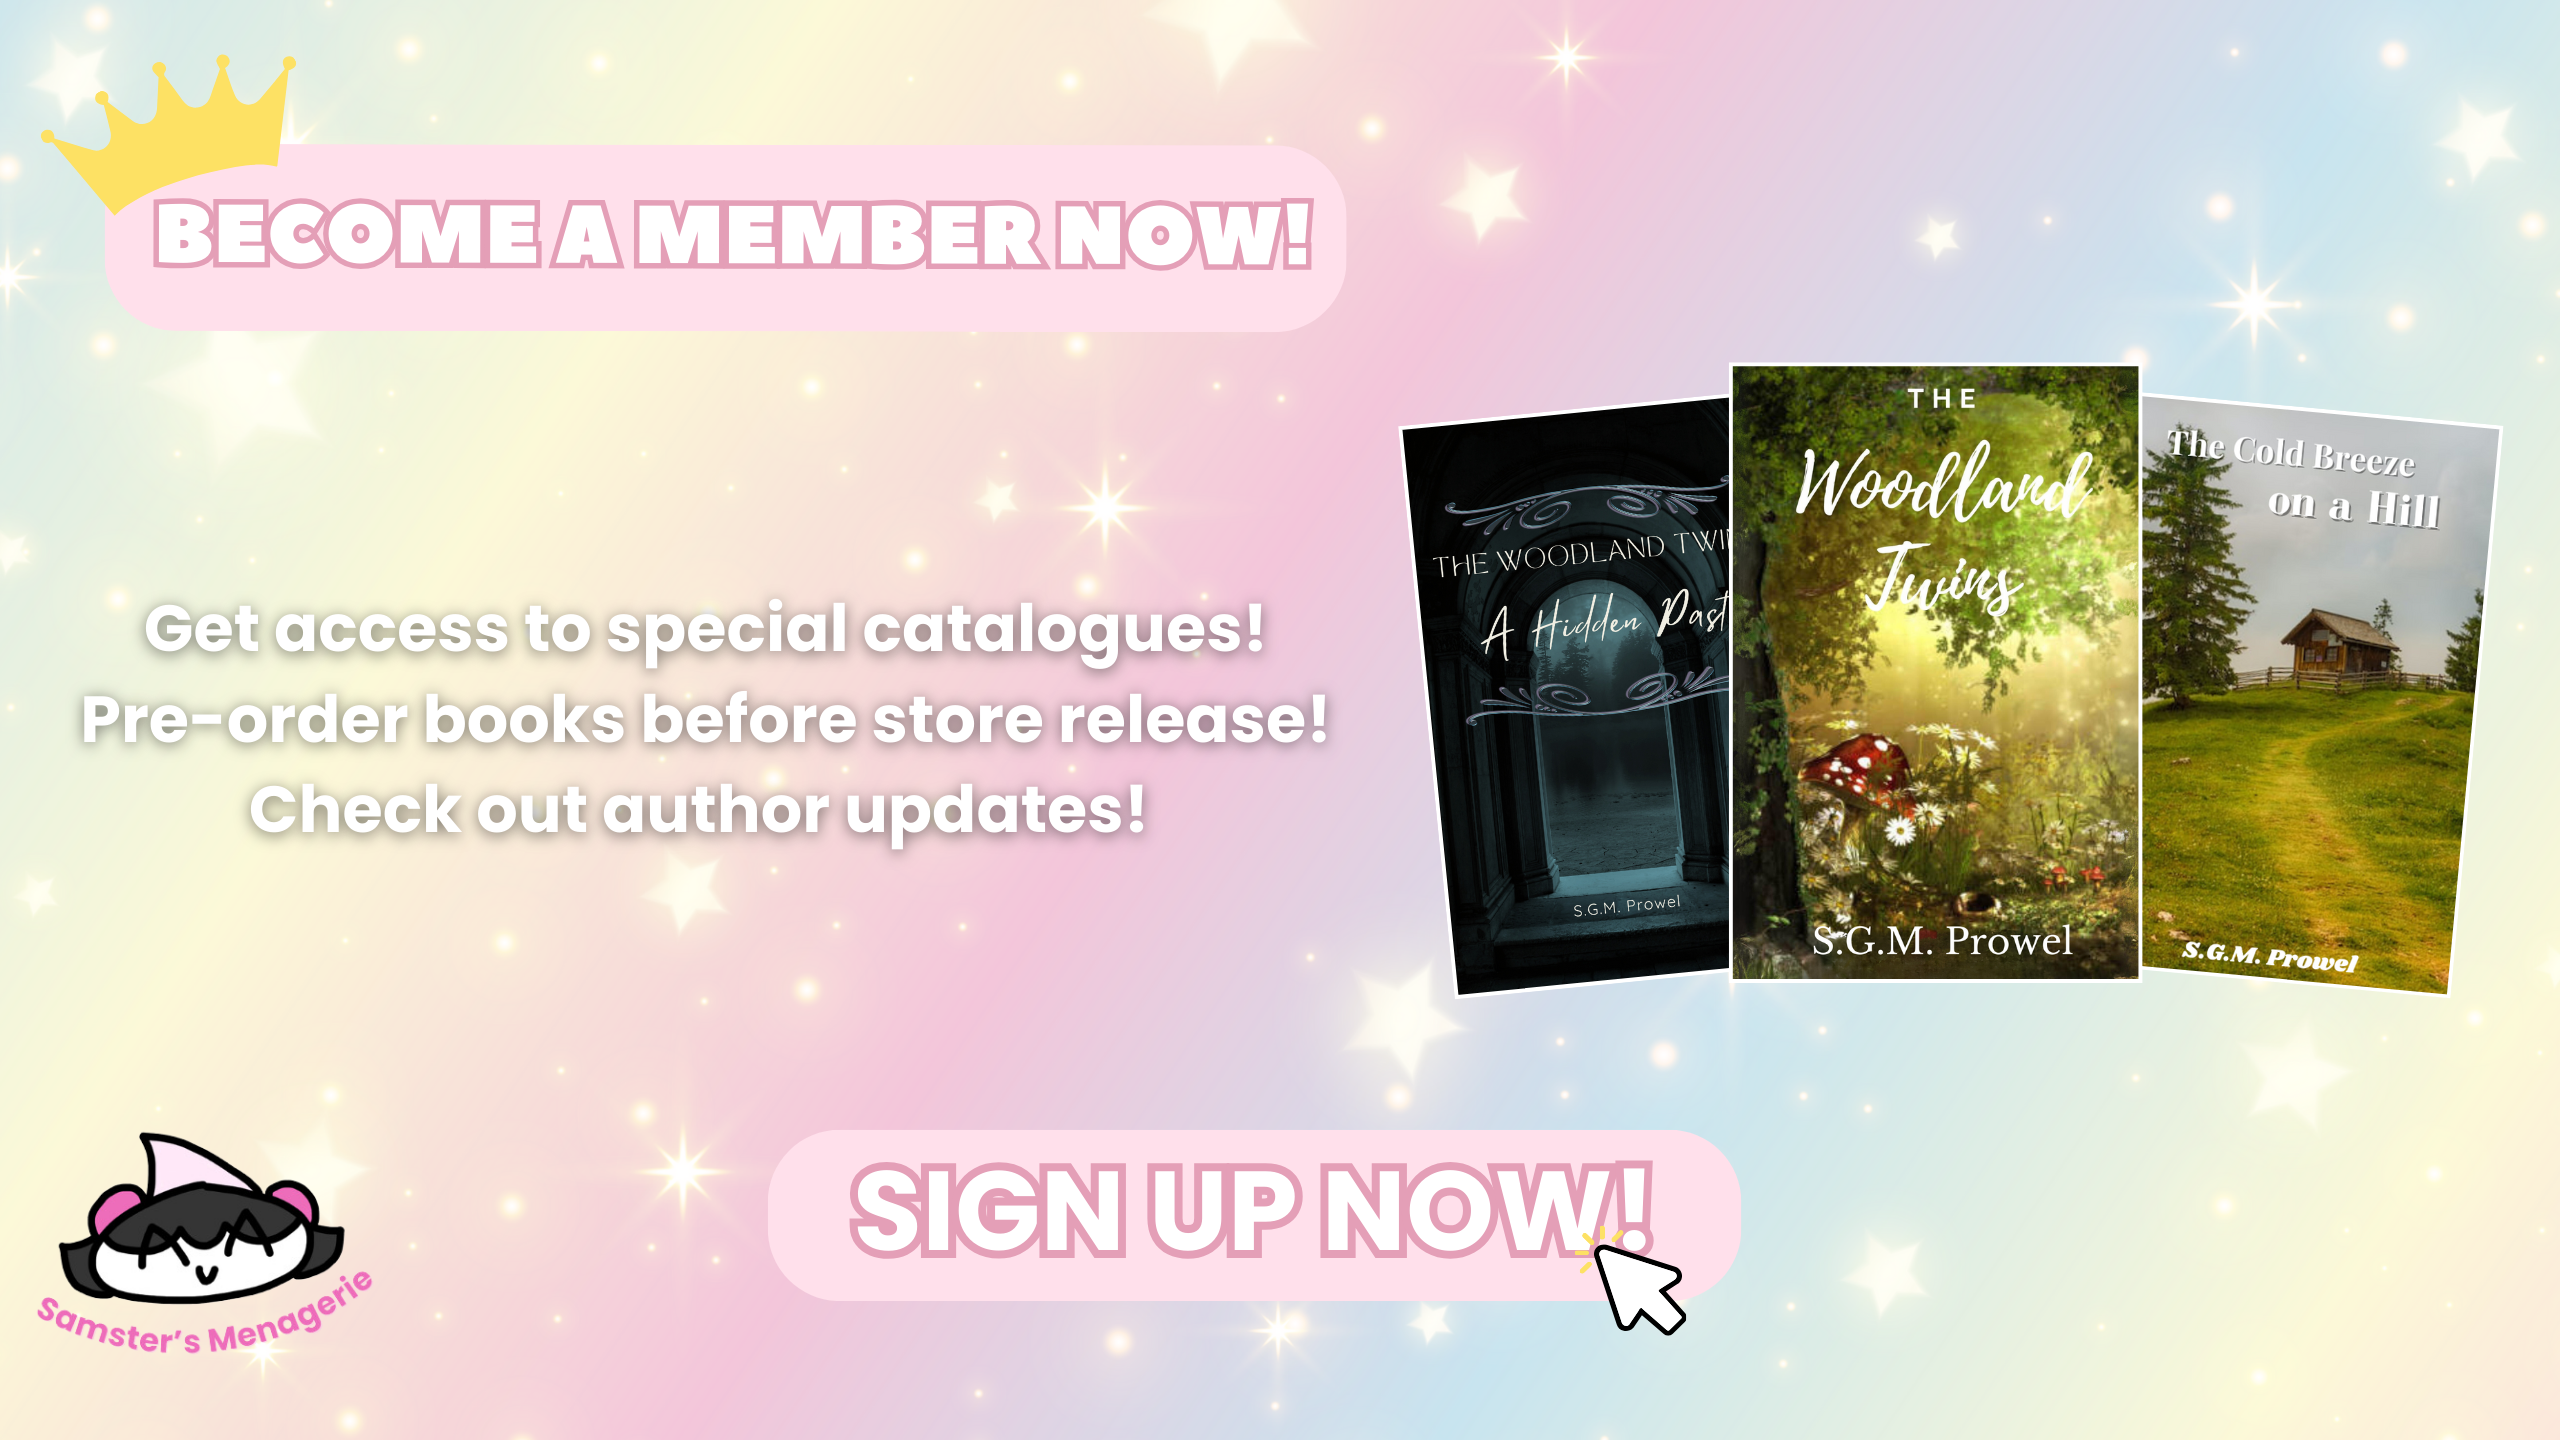 BECOME A MEMBER NOW!
Get access to special catalogues!
Pre-order books before store release!
Check out author updates!
THE WOODLAND
A Hidden Past
S.G.M. Prowel
THE
Woodland
Twins
S.G.M. Prowel
The Cold Breeze
on a Hill
S.G.M. Prowel
SIGN UP NOW!
Samster's Menagerie